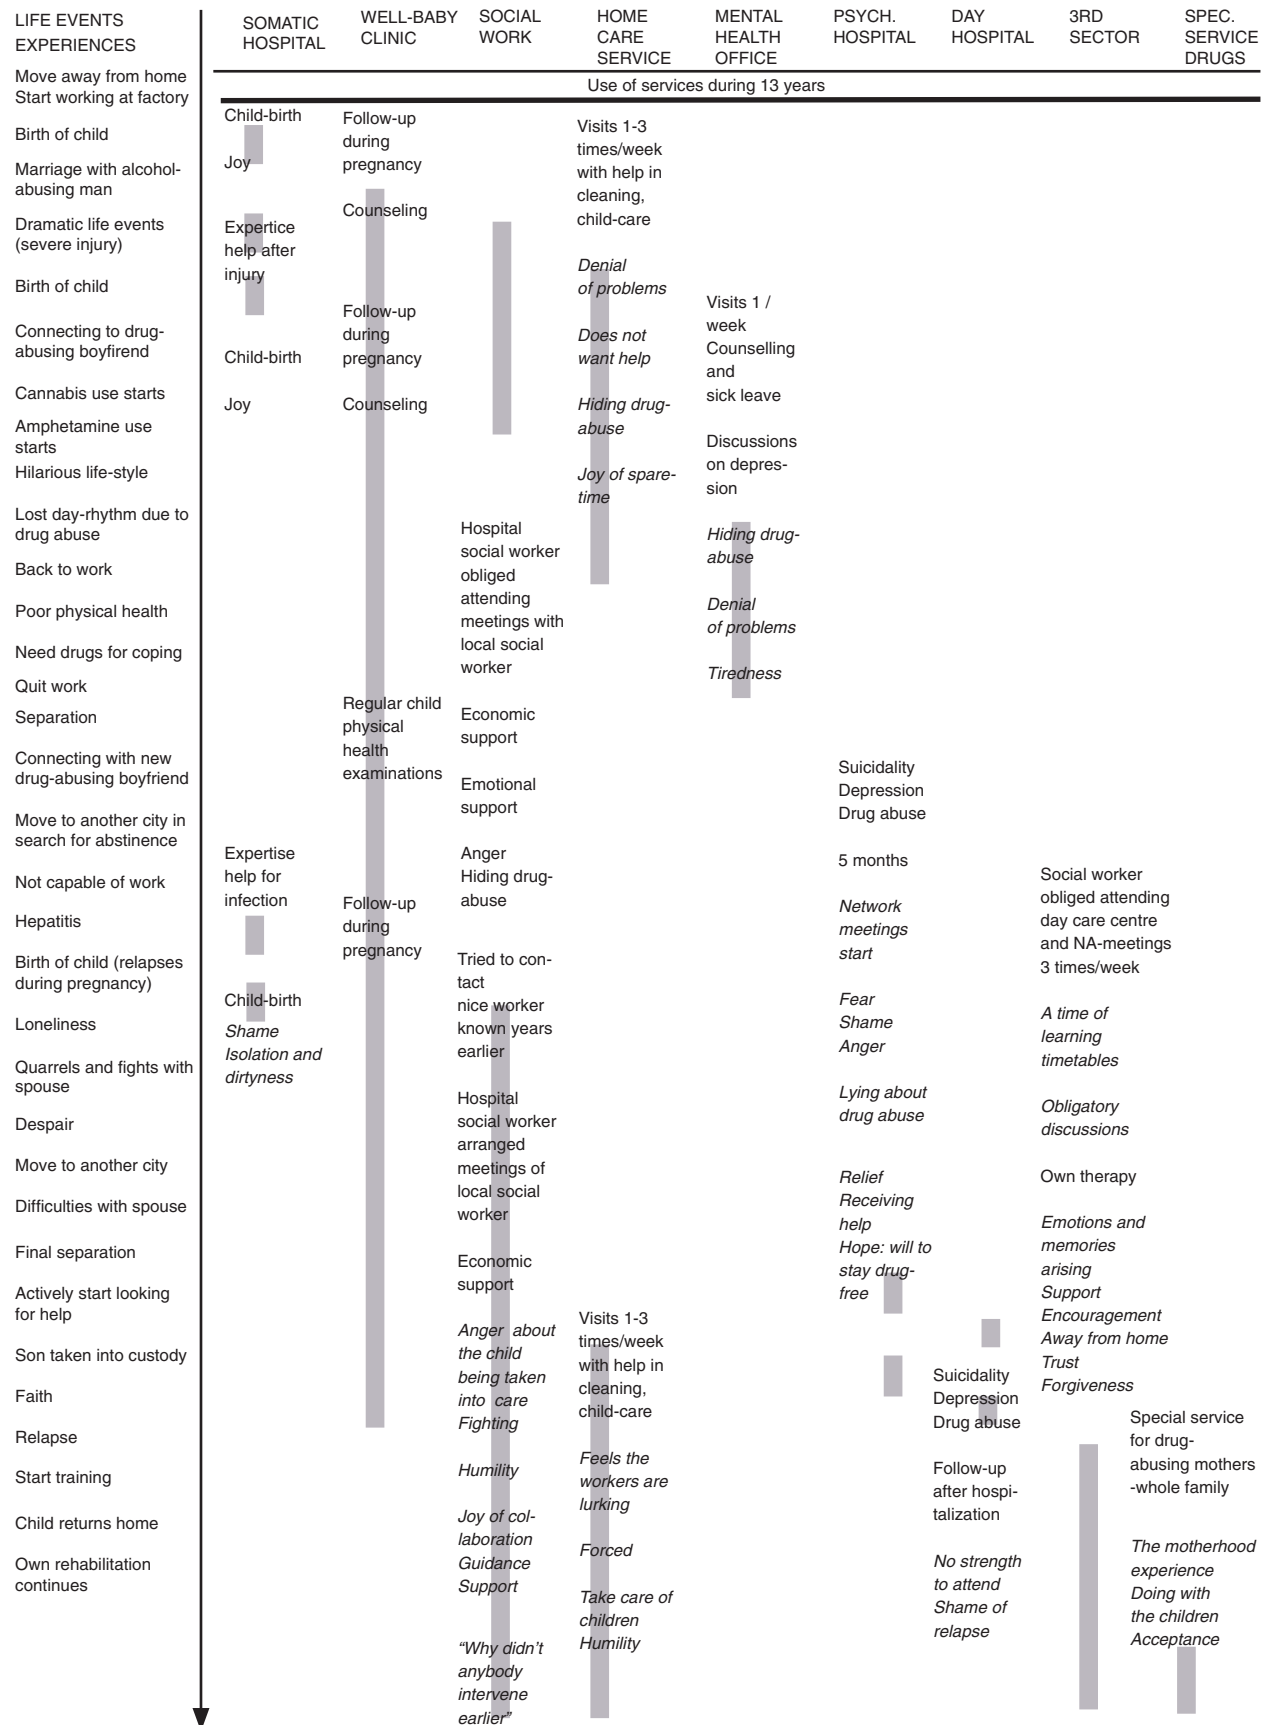 LIFE EVENTS
EXPERIENCES
SOMATIC
HOSPITAL
WELL-BABY
CLINIC
SOCIAL
WORK
HOME
CARE
SERVICE
MENTAL
HEALTH
OFFICE
PSYCH.
HOSPITAL
DAY
HOSPITAL
3RD
SECTOR
SPEC.
SERVICE
DRUGS
Use of services during 13 years
Move away from home
Start working at factory
Birth of child
Marriage with alcohol-
abusing man
Dramatic life events
(severe injury)
Birth of child
Connecting to drug-
abusing boyfirend
Cannabis use starts
Amphetamine use
starts
Hilarious life-style
Lost day-rhythm due to
drug abuse
Back to work
Poor physical health
Need drugs for coping
Quit work
Separation
Connecting with new
drug-abusing boyfriend
Move to another city in
search for abstinence
Not capable of work
Hepatitis
Birth of child (relapses
during pregnancy)
Loneliness
Quarrels and fights with
spouse
Despair
Move to another city
Difficulties with spouse
Final separation
Actively start looking
for help
Son taken into custody
Faith
Relapse
Start training
Child returns home
Own rehabilitation
continues
Child-birth
Joy
Expertice
help after
injury
Child-birth
Joy
Expertise
help for
infection
Child-birth
Shame
Isolation and
dirtyness
Follow-up
during
pregnancy
Counseling
Follow-up
during
pregnancy
Counseling
Regular child
physical
health
examinations
Follow-up
during
pregnancy
Hospital
social worker
obliged
attending
meetings with
local social
worker
Economic
support
Emotional
support
Anger
Hiding drug-
abuse
Tried to con-
tact
nice worker
known years
earlier
Hospital
social worker
arranged
meetings of
local social
worker
Economic
support
Anger about
the child
being taken
into care
Fighting
Humility
Joy of col-
laboration
Guidance
Support
“Why didn’t
anybody
intervene
earlier”
Visits 1-3
times/week
with help in
cleaning,
child-care
Denial
of problems
Does not
want help
Hiding drug-
abuse
Joy of spare-
time
Visits 1-3
times/week
with help in
cleaning,
child-care
Feels the
workers are
lurking
Forced
Take care of
children
Humility
Visits 1 /
week
Counselling
and
sick leave
Discussions
on depres-
sion
Hiding drug-
abuse
Denial
of problems
Tiredness
Suicidality
Depression
Drug abuse
5 months
Network
meetings
start
Fear
Shame
Anger
Lying about
drug abuse
Relief
Receiving
help
Hope: will to
stay drug-
free
Suicidality
Depression
Drug abuse
Follow-up
after hospi-
talization
No strength
to attend
Shame of
relapse
Social worker
obliged attending
day care centre
and NA-meetings
3 times/week
A time of
learning
timetables
Obligatory
discussions
Own therapy
Emotions and
memories
arising
Support
Encouragement
Away from home
Trust
Forgiveness
Special service
for drug-
abusing mothers
-whole family
The motherhood
experience
Doing with
the children
Acceptance